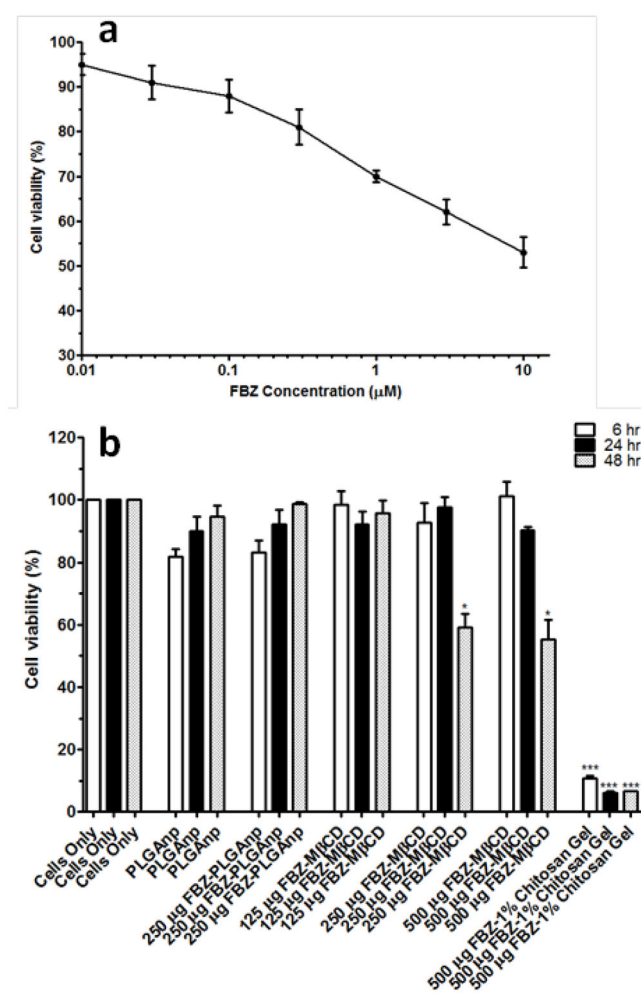 a
100
90
80
70
60
50
40
30
Cell viability (%)
0.01
0.1
1
10
FBZ Concentration (μM)
b
6 hr
24 hr
48 hr
120
100
80
60
40
20
0
Cell viability (%)
*
*
***
***
***
Cells Only
Cells Only
Cells Only
PLGAnp
PLGAnp
PLGAnp
250 μg FBZ-PLGAnp
250 μg FBZ-PLGAnp
250 μg FBZ-PLGAnp
125 μg FBZ-MβCD
125 μg FBZ-MβCD
125 μg FBZ-MβCD
250 μg FBZ-MβCD
250 μg FBZ-MβCD
250 μg FBZ-MβCD
500 μg FBZ-MβCD
500 μg FBZ-MβCD
500 μg FBZ-MβCD
500 μg FBZ-1% Chitosan Gel
500 μg FBZ-1% Chitosan Gel
500 μg FBZ-1% Chitosan Gel